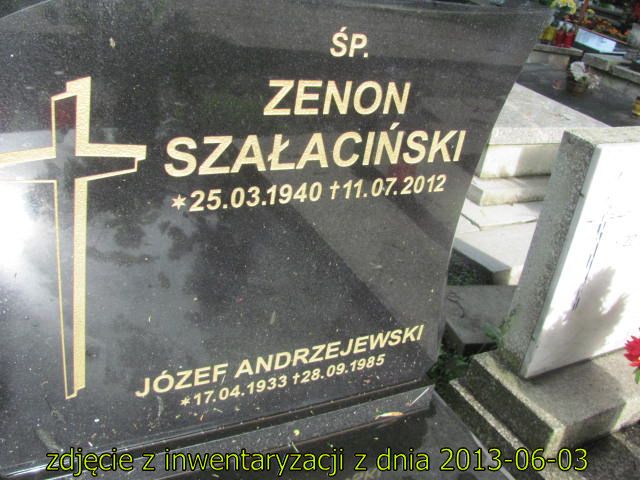 ŚP.
ZENON
SZAŁACIŃSKI
*25.03.1940 †11.07.2012
JÓZEF ANDRZEJEWSKI
*17.04.1933 †28.09.1985
zdjęcie z inwentaryzacji z dnia 2013-06-03